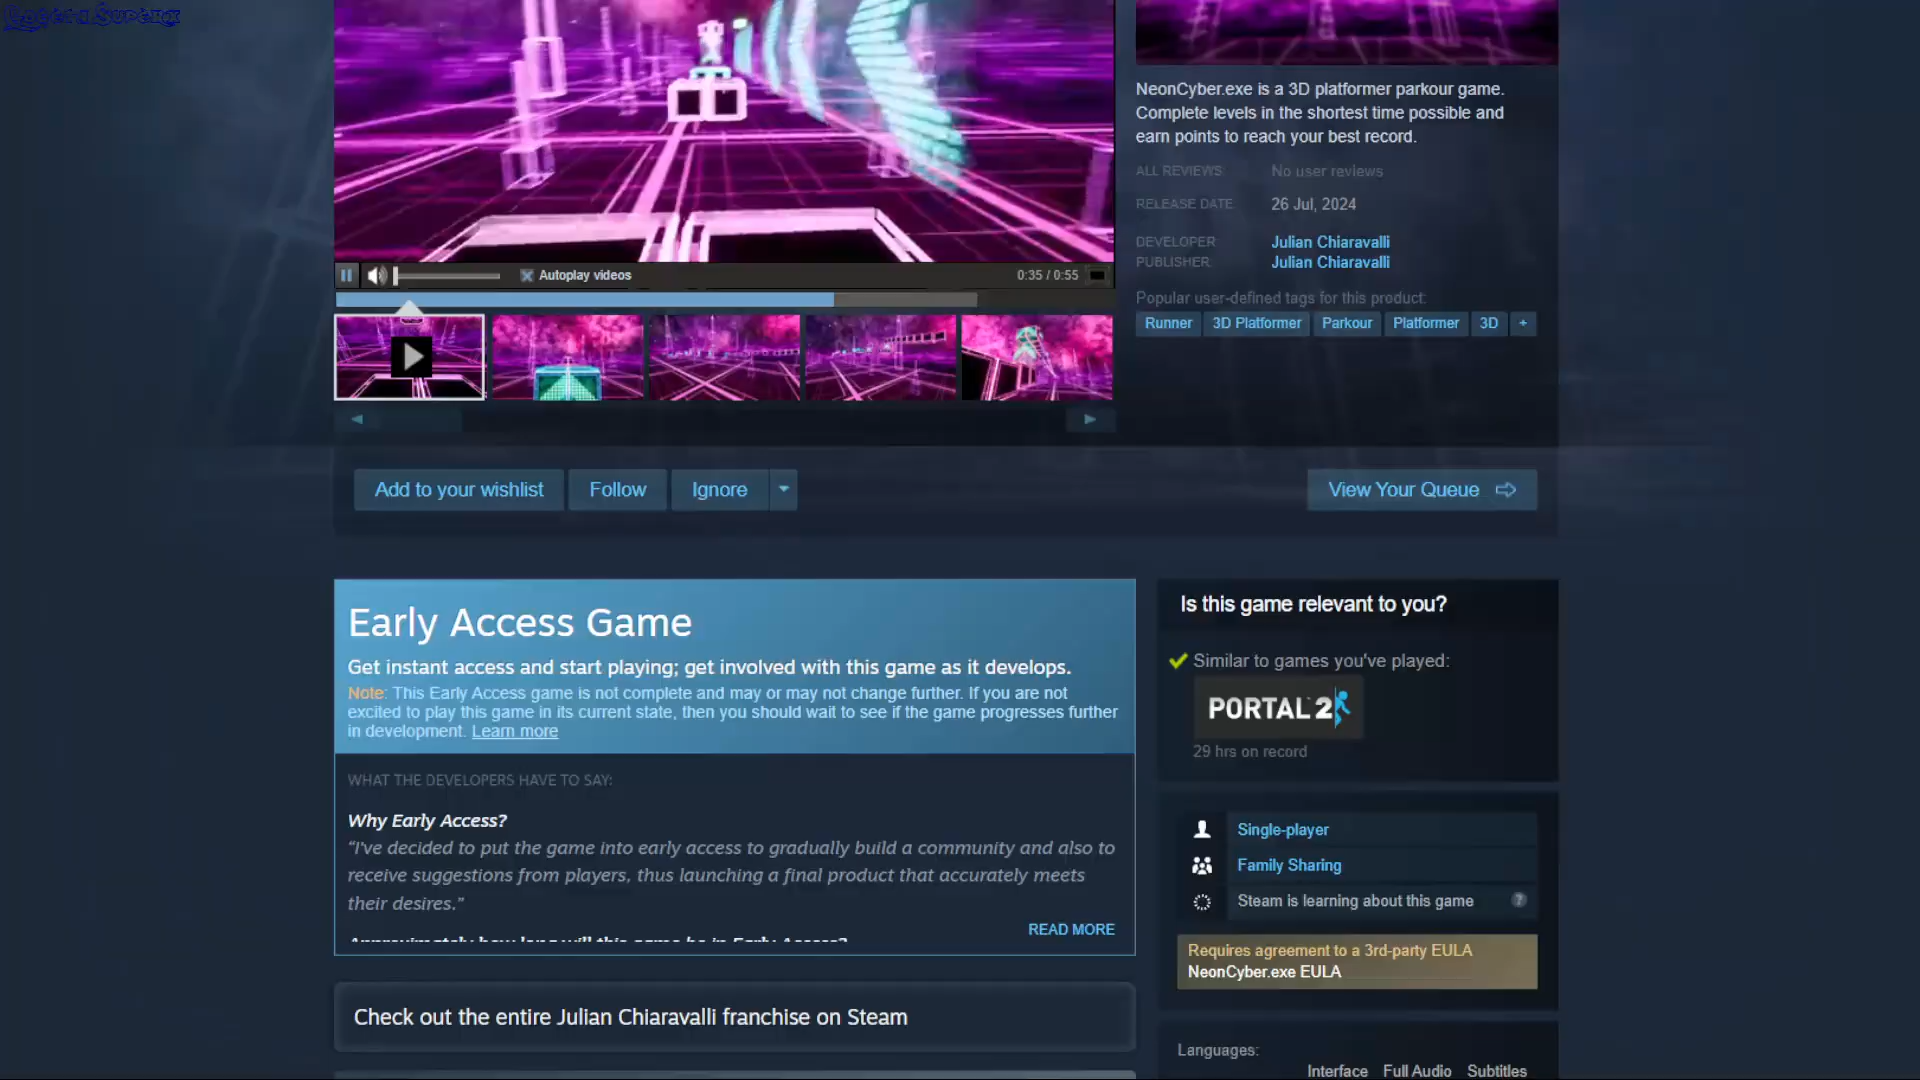 NeonCyber.exe is a 3D platformer parkour game.
Complete levels in the shortest time possible and
earn points to reach your best record.
ALL REVIEWS: No user reviews
RELEASE DATE: 26 Jul, 2024
DEVELOPER: Julian Chiaravalli
PUBLISHER: Julian Chiaravalli
Popular user-defined tags for this product:
Runner 3D Platformer Parkour Platformer 3D +
Autoplay videos 0:35 / 0:55
Add to your wishlist Follow Ignore View Your Queue
Early Access Game
Get instant access and start playing; get involved with this game as it develops.
Note: This Early Access game is not complete and may or may not change further. If you are not
excited to play this game in its current state, then you should wait to see if the game progresses further
in development. Learn more
WHAT THE DEVELOPERS HAVE TO SAY:
Why Early Access?
“I've decided to put the game into early access to gradually build a community and also to
receive suggestions from players, thus launching a final product that accurately meets
their desires.”
Approximately how long will this game be in Early Access?
READ MORE
Check out the entire Julian Chiaravalli franchise on Steam
Is this game relevant to you?
Similar to games you've played:
PORTAL 2
29 hrs on record
Single-player
Family Sharing
Steam is learning about this game ?
Requires agreement to a 3rd-party EULA
NeonCyber.exe EULA
Languages:
Interface Full Audio Subtitles